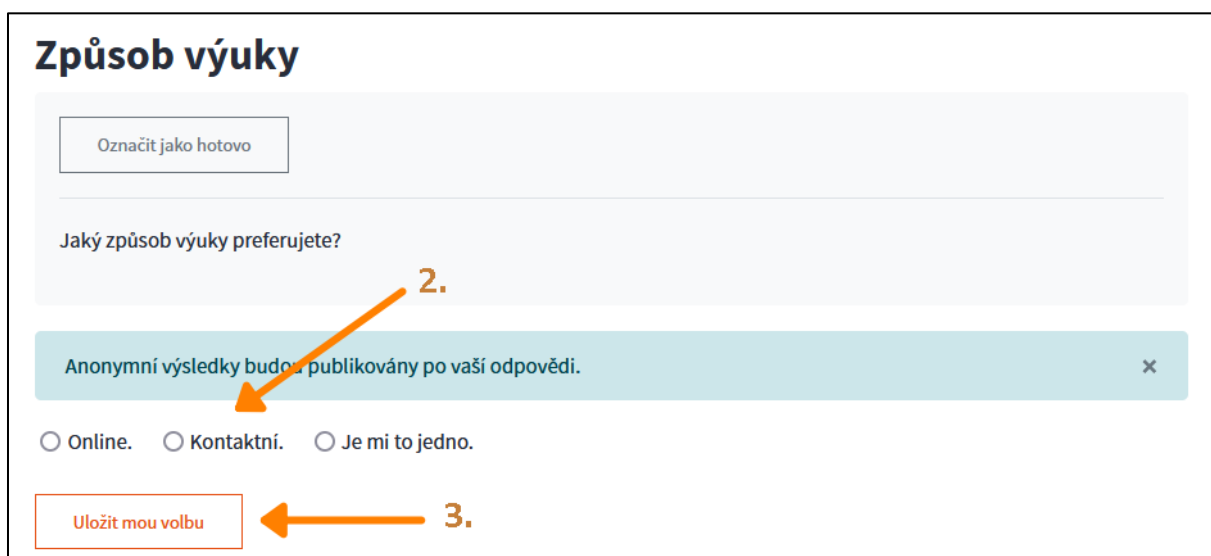 Způsob výuky
Označit jako hotovo
Jaký způsob výuky preferujete?
2.
Anonymní výsledky budou publikovány po vaší odpovědi.
×
Online. Kontaktní. Je mi to jedno.
Uložit mou volbu
3.